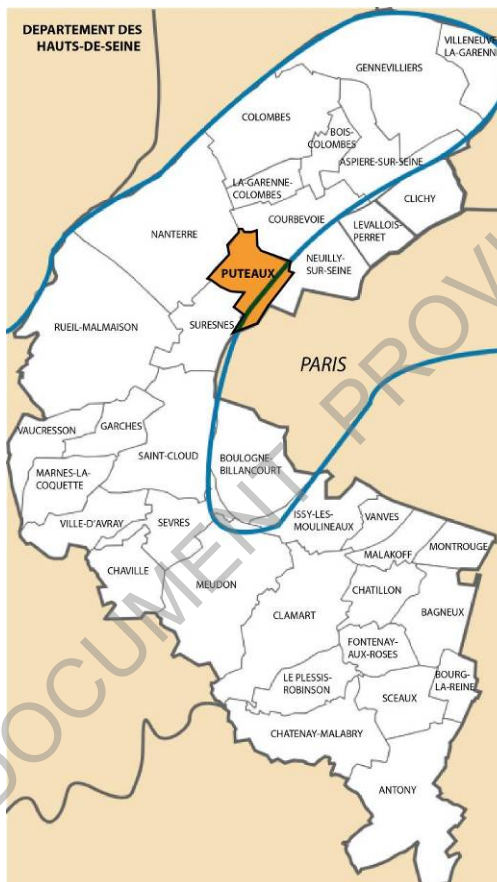 DEPARTEMENT DES
HAUTS-DE-SEINE
VILLENEUVE
LA-GARENNE
GENNEVILLIERS
COLOMBES
BOIS-
COLOMBES
ASPIERE-SUR-SEINE
LA-GARENNE-
COLOMBES
CLICHY
COURBEVOIE
LEVALLOIS-
PERRET
NANTERRE
NEUILLY-
SUR-SEINE
PUTEAUX
SURESNES
RUEIL-MALMAISON
PARIS
GARCHES
VAUCRESSON
SAINT-CLOUD
BOULOGNE-
BILLANCOURT
MARNES-LA-
COQUETTE
ISSY-LES-
MOULINEAUX
VANVES
VILLE-D'AVRAY
SEVRES
MALAKOFF
MONTROUGE
CHAVILLE
MEUDON
CHATILLON
BAGNEUX
CLAMART
FONTENAY-
AUX-ROSES
LE PLESSIS-
ROBINSON
BOURG-
LA-REINE
SCEAUX
CHATENAY-MALABRY
ANTONY
DOCUMENT PROVI